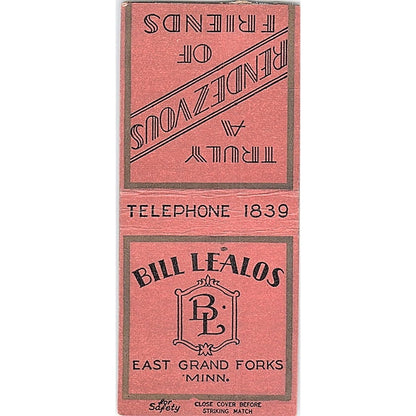 TRULY
A
RENDEZVOUS
OF
FRIENDS
TELEPHONE 1839
BILL LEALOS
BL
EAST GRAND FORKS
MINN.
For Safety CLOSE COVER BEFORE
STRIKING MATCH